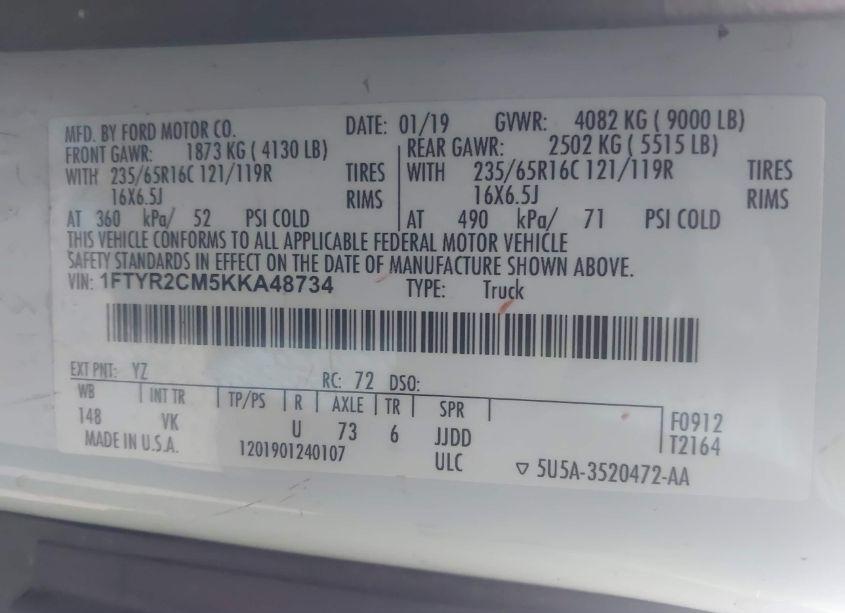 MFD. BY FORD MOTOR CO. DATE: 01/19 GVWR: 4082 KG ( 9000 LB)
FRONT GAWR: 1873 KG ( 4130 LB) REAR GAWR: 2502 KG ( 5515 LB)
WITH 235/65R16C 121/119R TIRES WITH 235/65R16C 121/119R TIRES
16X6.5J RIMS 16X6.5J RIMS
AT 360 kPa/ 52 PSI COLD AT 490 kPa/ 71 PSI COLD
THIS VEHICLE CONFORMS TO ALL APPLICABLE FEDERAL MOTOR VEHICLE
SAFETY STANDARDS IN EFFECT ON THE DATE OF MANUFACTURE SHOWN ABOVE.
VIN: 1FTYR2CM5KKA48734 TYPE: Truck
EXT PNT: YZ RC: 72 DSO:
WB INT TR TP/PS R AXLE TR SPR F0912
148 VK U 73 6 JJDD T2164
MADE IN U.S.A. 1201901240107 ULC ▽ 5U5A-3520472-AA